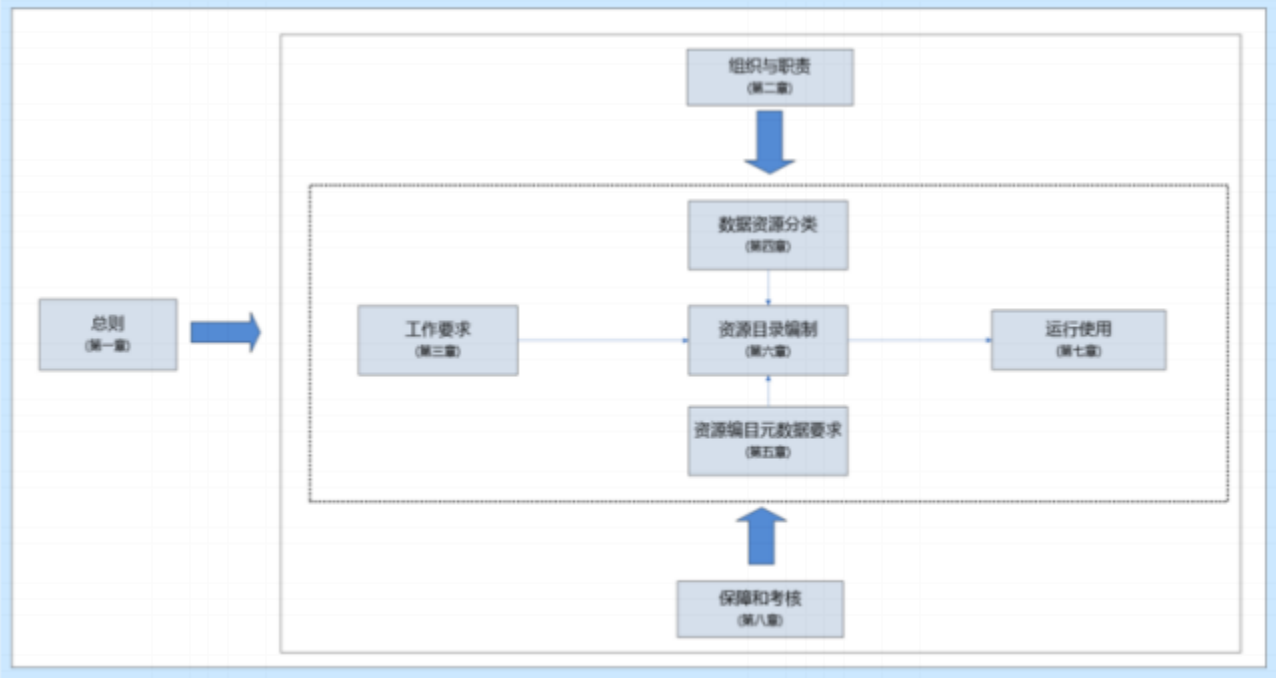 组织与职责
(第二章)
数据资源分类
(第四章)
总则
(第一章)
工作要求
(第三章)
资源目录编制
(第六章)
运行使用
(第七章)
资源编目元数据要求
(第五章)
保障和考核
(第八章)